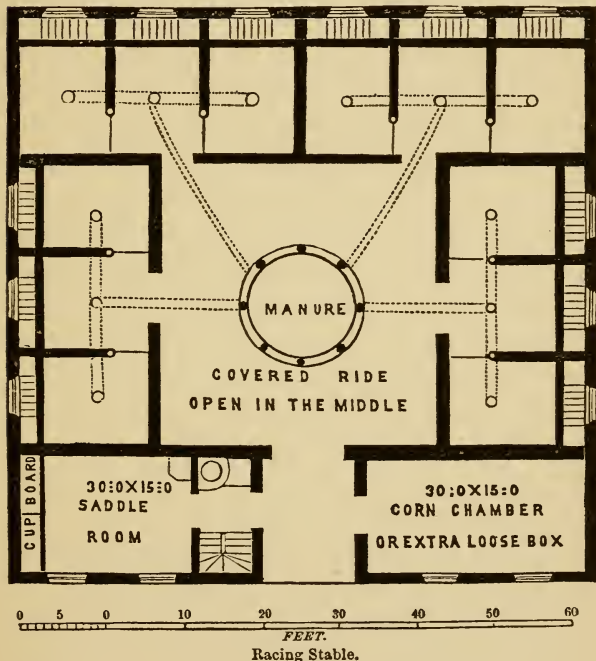 MANURE
COVERED RIDE
OPEN IN THE MIDDLE
CUP BOARD
30:0X15:0
SADDLE
ROOM
30:0X15:0
CORN CHAMBER
OR EXTRA LOOSE BOX
0 5 0 10 20 30 40 50 60
FEET.
Racing Stable.